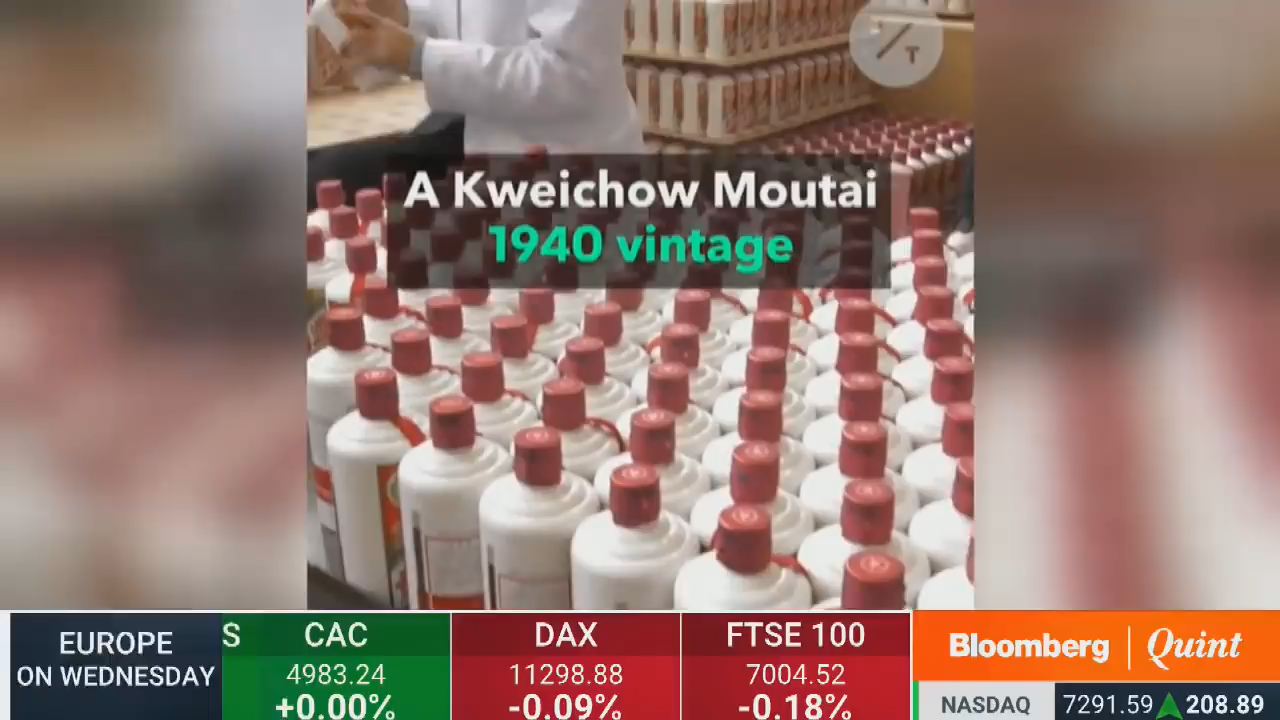 A Kweichow Moutai
1940 vintage
EUROPE
ON WEDNESDAY
S
CAC
4983.24
+0.00%
DAX
11298.88
-0.09%
FTSE 100
7004.52
-0.18%
Bloomberg | Quint
NASDAQ
7291.59 ▲ 208.89